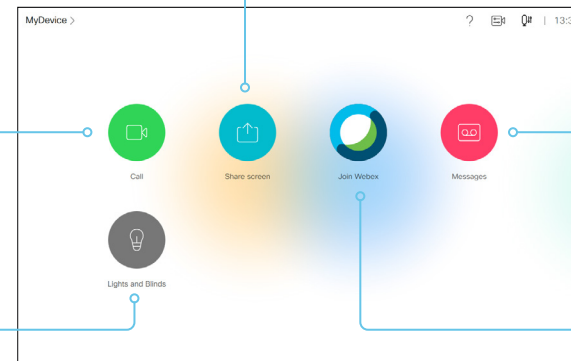 MyDevice >
? | 13:3
Call
Share screen
Join Webex
Messages
Lights and Blinds